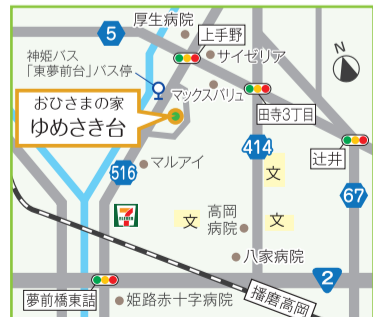 厚生病院
5
上手野
サイゼリア
N
神姫バス
「東夢前台」バス停
マックスバリュ
おひさまの家
ゆめさき台
田寺3丁目
414
辻井
516
マルアイ
文
67
7
ELEVEn
文
高岡
病院
文
八家病院
2
播磨高岡
夢前橋東詰
姫路赤十字病院